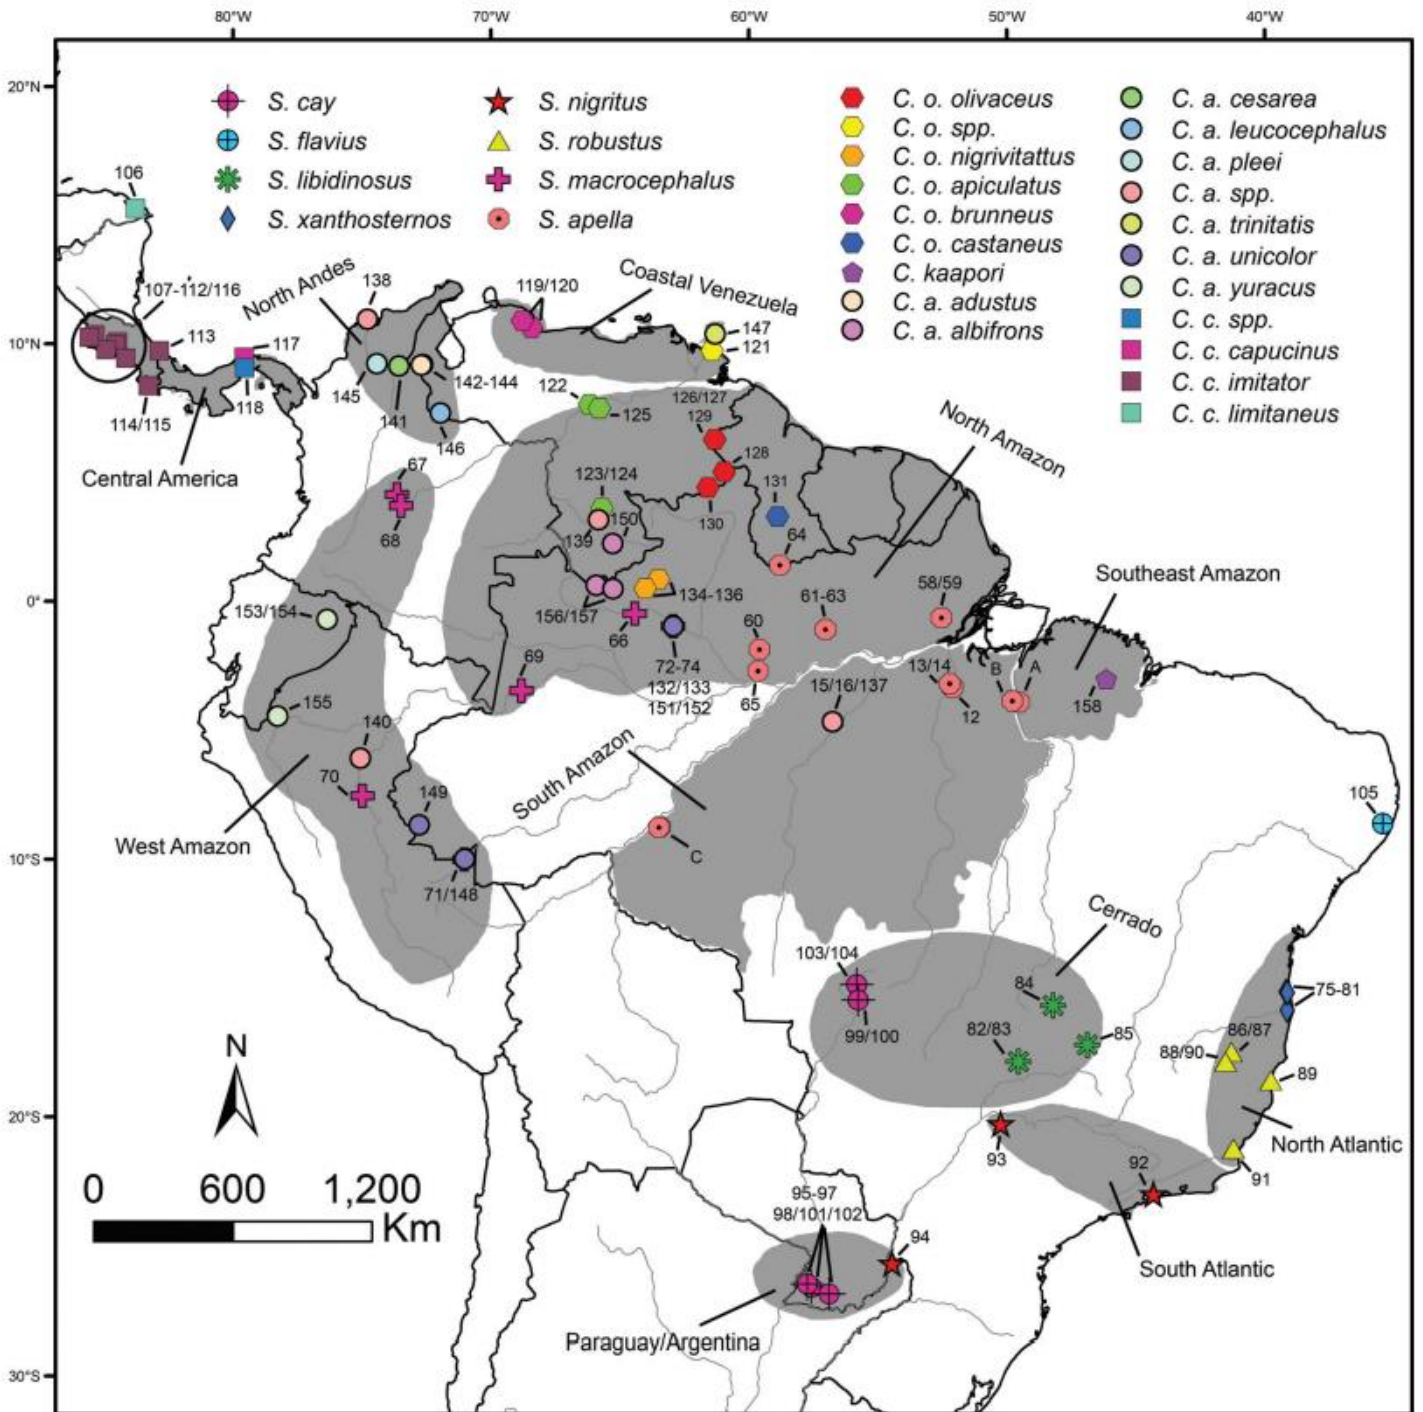 80°W 70°W 60°W 50°W 40°W
20°N
10°N
0°
10°S
20°S
30°S
S. cay
S. flavius
S. libidinosus
S. xanthosternos
S. nigritus
S. robustus
S. macrocephalus
S. apella
C. o. olivaceus
C. o. spp.
C. o. nigrivitattus
C. o. apiculatus
C. o. brunneus
C. o. castaneus
C. kaapori
C. a. adustus
C. a. albifrons
C. a. cesarea
C. a. leucocephalus
C. a. pleei
C. a. spp.
C. a. trinitatis
C. a. unicolor
C. a. yuracus
C. c. spp.
C. c. capucinus
C. c. imitator
C. c. limitaneus
106
107-112/116
113
114/115
117
118
Central America
North Andes
138
145
141
142-144
146
119/120
Coastal Venezuela
147
121
122
125
126/127
129
128
130
131
64
123/124
139
150
156/157
134-136
66
72-74
132/133
151/152
60
65
61-63
58/59
North Amazon
Southeast Amazon
67
68
69
153/154
155
140
70
149
71/148
West Amazon
South Amazon
15/16/137
13/14
12
B
A
158
C
105
Cerrado
103/104
99/100
84
82/83
85
75-81
86/87
88/90
89
91
North Atlantic
93
92
South Atlantic
95-97
98/101/102
94
Paraguay/Argentina
N
0 600 1,200
Km